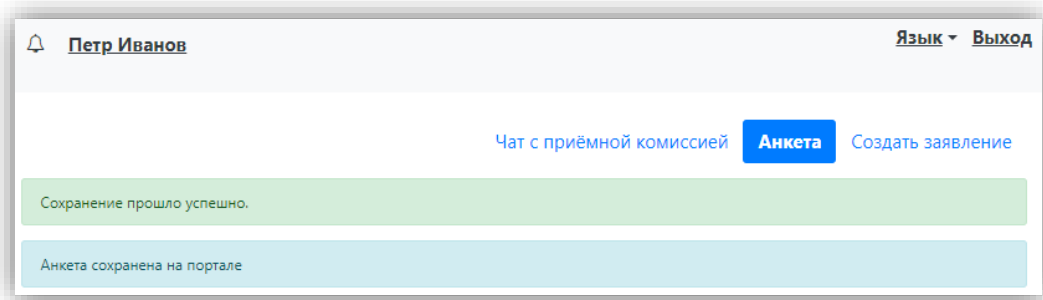 Петр Иванов Язык Выход
Чат с приёмной комиссией Анкета Создать заявление
Сохранение прошло успешно.
Анкета сохранена на портале